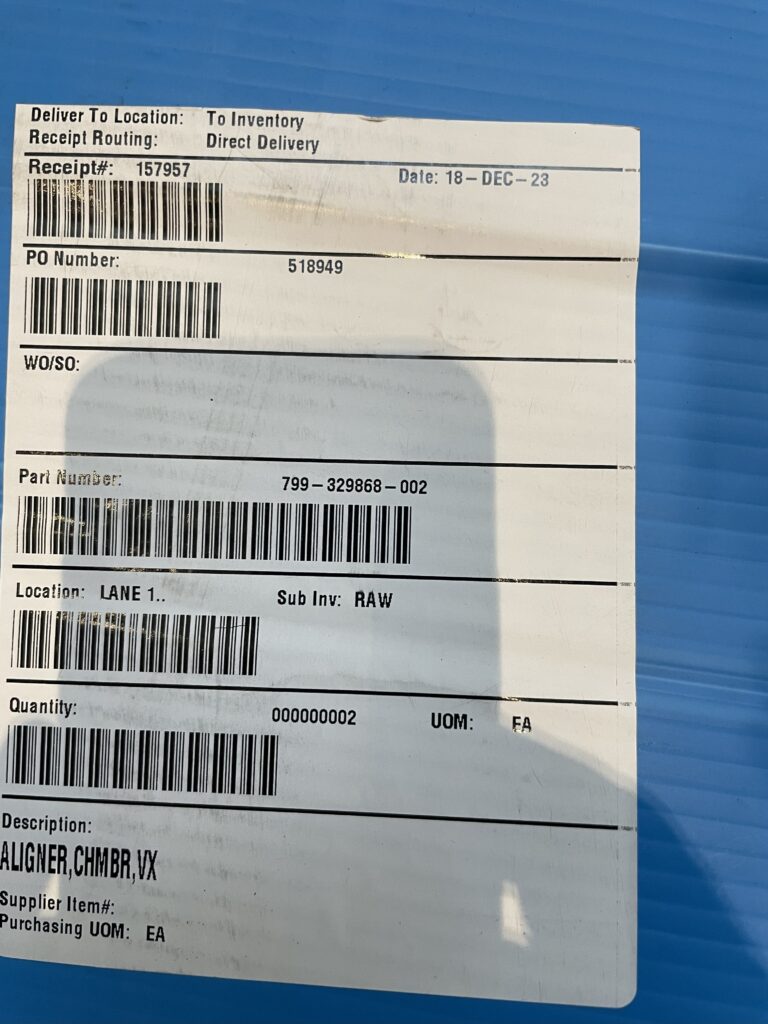 Deliver To Location: To Inventory
Receipt Routing: Direct Delivery
Receipt#: 157957 Date: 18-DEC-23
PO Number: 518949
WO/SO:
Part Number: 799-329868-002
Location: LANE 1.. Sub Inv: RAW
Quantity: 000000002 UOM: EA
Description:
ALIGNER,CHMBR,VX
Supplier Item#:
Purchasing UOM: EA